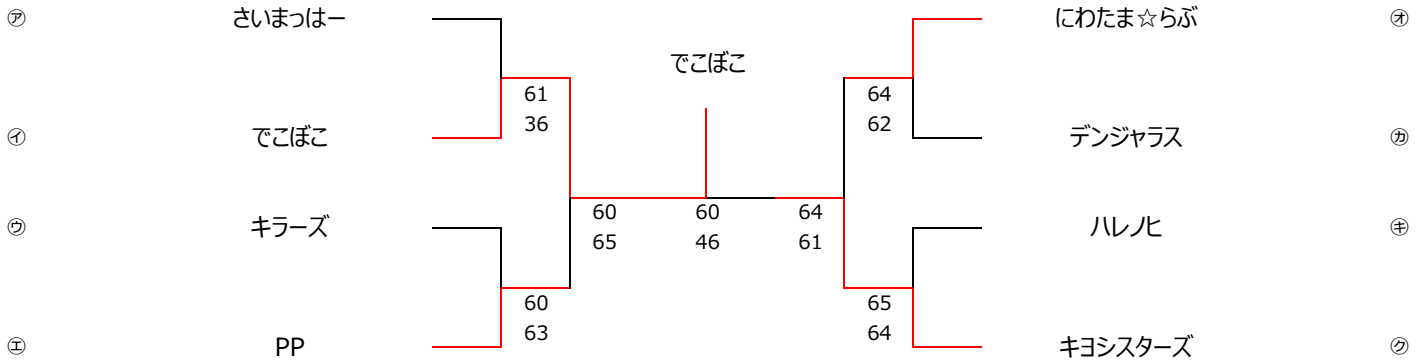 ㋐ さいまっはー にわたま☆らぶ ㋔
でこぼこ
61 64
36 62
㋑ でこぼこ デンジャラス ㋕
60 60 64
㋒ キラーズ ハレノヒ ㋖
65 46 61
60 65
63 64
㋓ PP キヨシスターズ ㋗